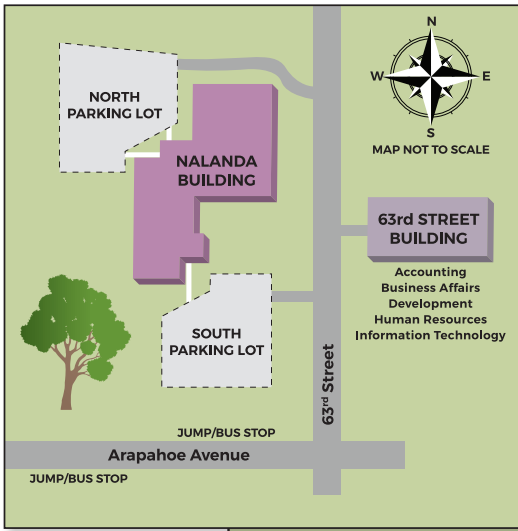 N
W
E
S
MAP NOT TO SCALE
NORTH
PARKING LOT
NALANDA
BUILDING
63rd STREET
BUILDING
Accounting
Business Affairs
Development
Human Resources
Information Technology
SOUTH
PARKING LOT
63rd Street
JUMP/BUS STOP
Arapahoe Avenue
JUMP/BUS STOP